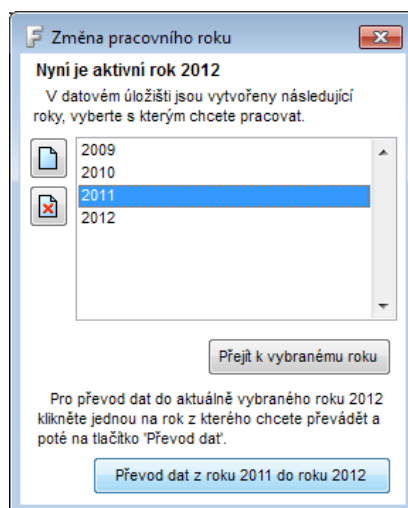 F Změna pracovního roku
Nyní je aktivní rok 2012
V datovém úložišti jsou vytvořeny následující
roky, vyberte s kterým chcete pracovat.
2009
2010
2011
2012
Přejít k vybranému roku
Pro převod dat do aktuálně vybraného roku 2012
klikněte jednou na rok z kterého chcete převádět a
poté na tlačítko 'Převod dat'.
Převod dat z roku 2011 do roku 2012